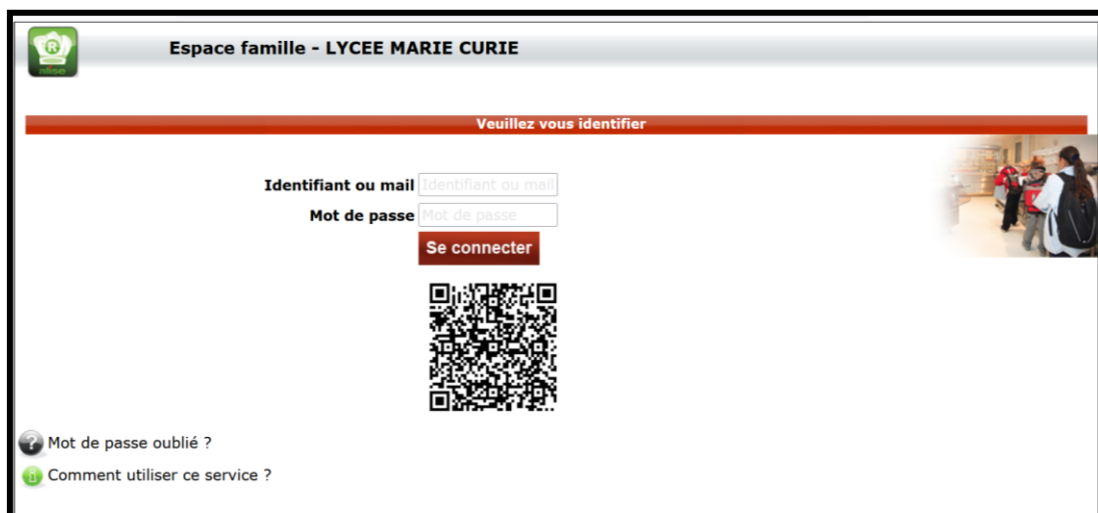 Espace famille - LYCEE MARIE CURIE
R
alise
Veuillez vous identifier
Identifiant ou mail Identifiant ou mail
Mot de passe Mot de passe
Se connecter
? Mot de passe oublié ?
Comment utiliser ce service ?